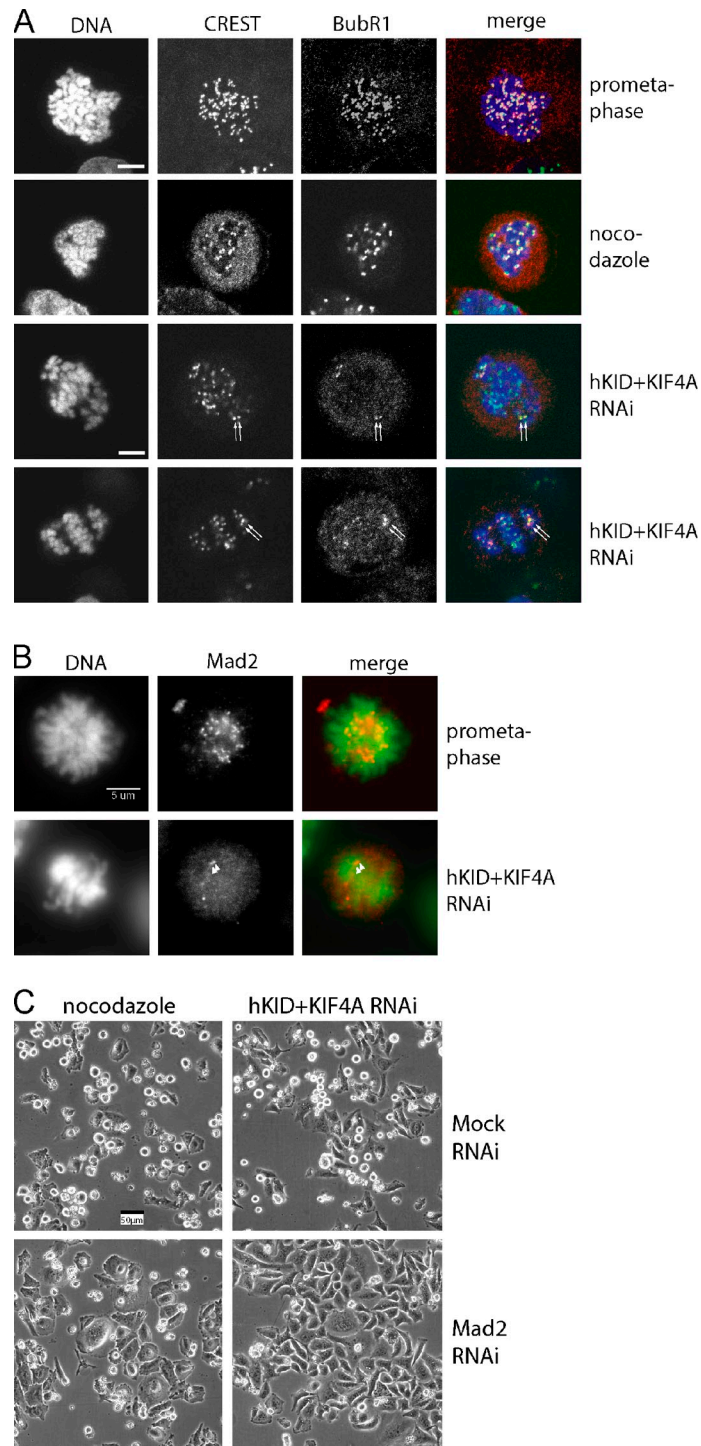 A
DNA CREST BubR1 merge
prometa-
phase
noco-
dazole
hKID+KIF4A
RNAi
hKID+KIF4A
RNAi
B
DNA Mad2 merge
prometa-
phase
5 um
hKID+KIF4A
RNAi
C
nocodazole hKID+KIF4A RNAi
Mock
RNAi
50µm
Mad2
RNAi